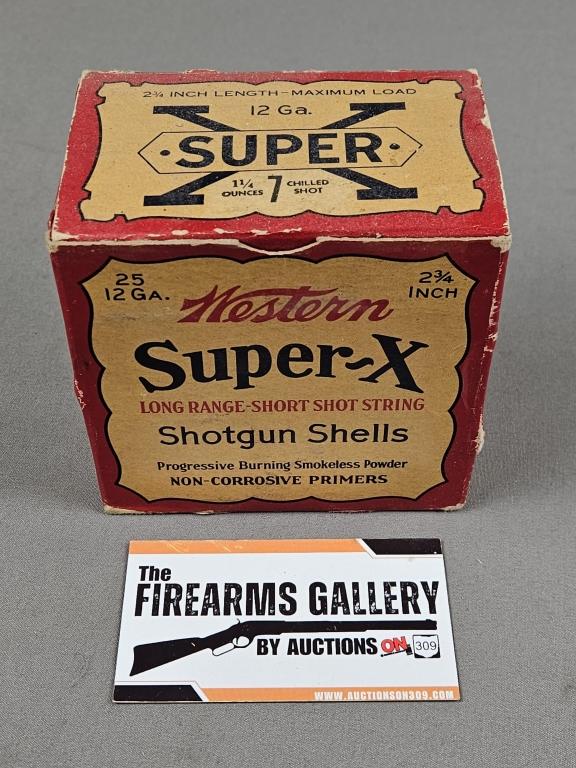 2¾ INCH LENGTH-MAXIMUM LOAD
12 Ga.
X
·SUPER·
1¼ OUNCES 7 CHILLED SHOT
25 12 GA.
Western
2¾ INCH
Super-X
LONG RANGE-SHORT SHOT STRING
Shotgun Shells
Progressive Burning Smokeless Powder
NON-CORROSIVE PRIMERS
The
FIREARMS GALLERY
BY AUCTIONS ON 309
WWW.AUCTIONSON309.COM